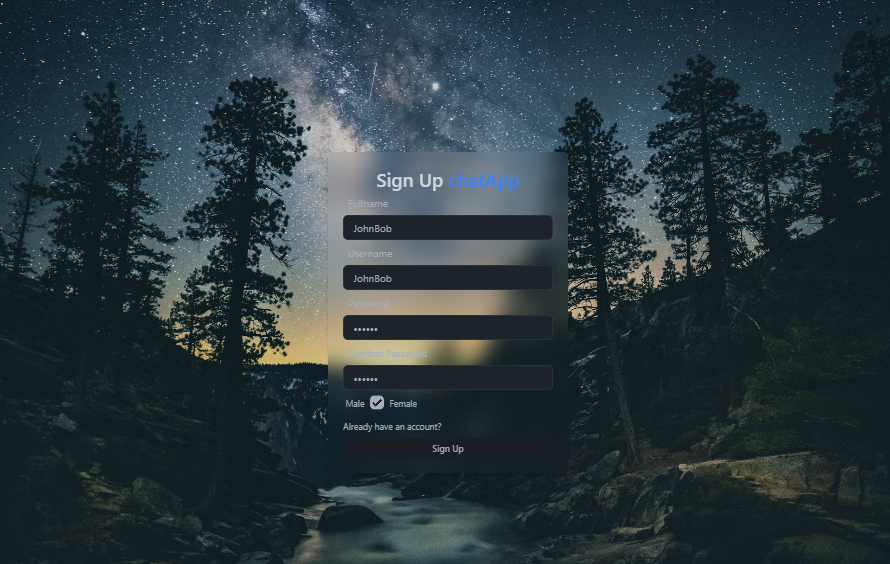 Sign Up chatApp
Fullname
JohnBob
Username
JohnBob
Password
••••••
Confirm Password
••••••
Male Female
Already have an account?
Sign Up